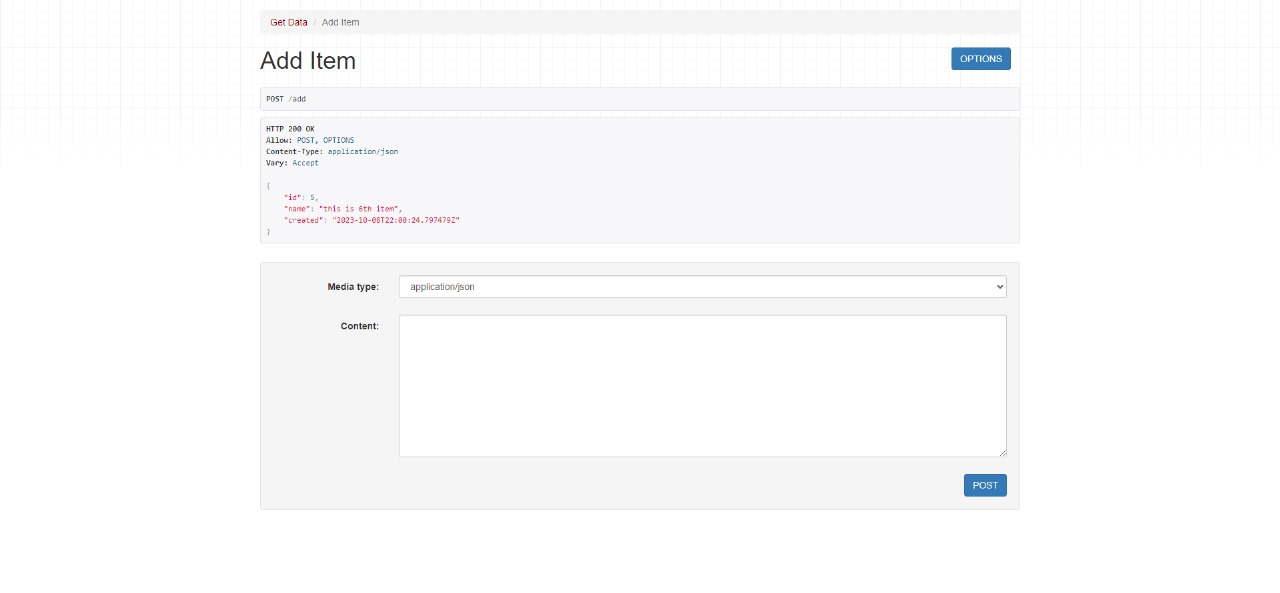 Get Data / Add Item
Add Item
OPTIONS
POST /add
HTTP 200 OK
Allow: POST, OPTIONS
Content-Type: application/json
Vary: Accept
{
"id": 5,
"name": "this is 6th item",
"created": "2023-10-08T22:00:24.797479Z"
}
Media type:
application/json
Content:
POST